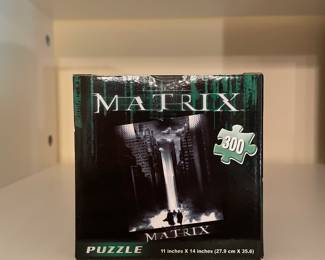 MATRIX
300
MATRIX
PUZZLE
11 inches X 14 inches (27.9 cm X 35.6)